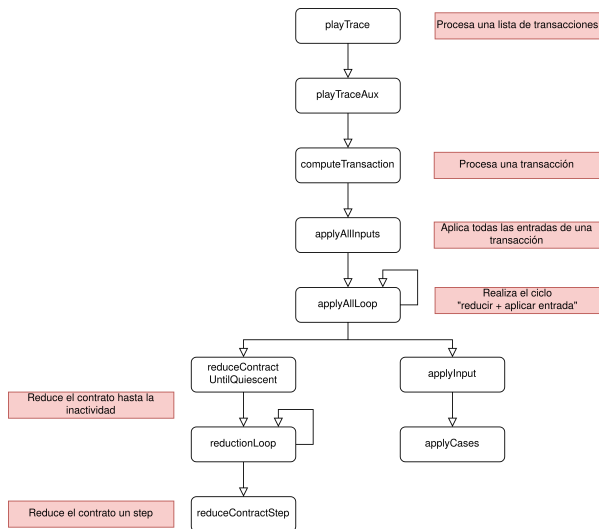 playTrace
Procesa una lista de transacciones
playTraceAux
computeTransaction
Procesa una transacción
applyAllInputs
Aplica todas las entradas de una
transacción
applyAllLoop
Realiza el ciclo
"reducir + aplicar entrada"
reduceContract
UntilQuiescent
applyInput
Reduce el contrato hasta la
inactividad
reductionLoop
applyCases
Reduce el contrato un step
reduceContractStep